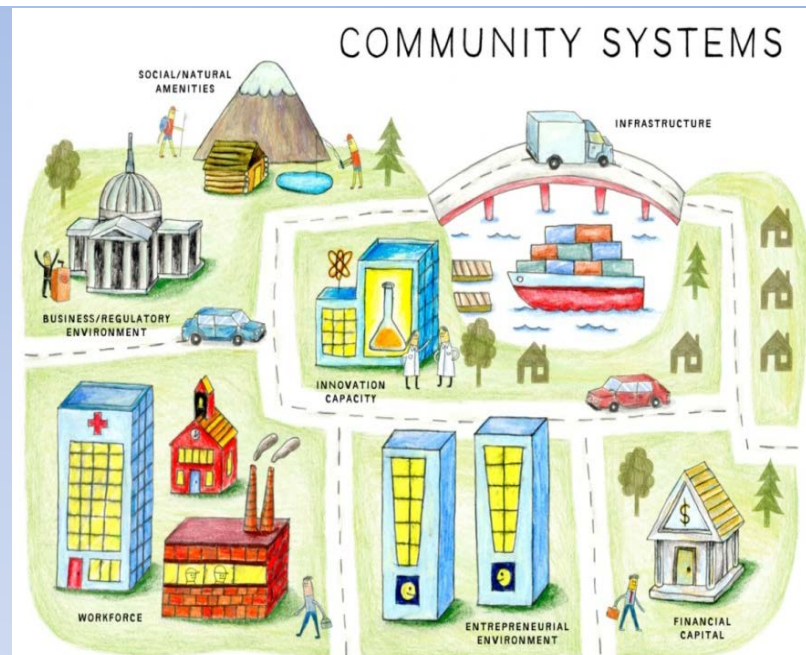 COMMUNITY SYSTEMS
SOCIAL/NATURAL
AMENITIES
INFRASTRUCTURE
BUSINESS/REGULATORY
ENVIRONMENT
INNOVATION
CAPACITY
$
WORKFORCE
ENTREPRENEURIAL
ENVIRONMENT
FINANCIAL
CAPITAL